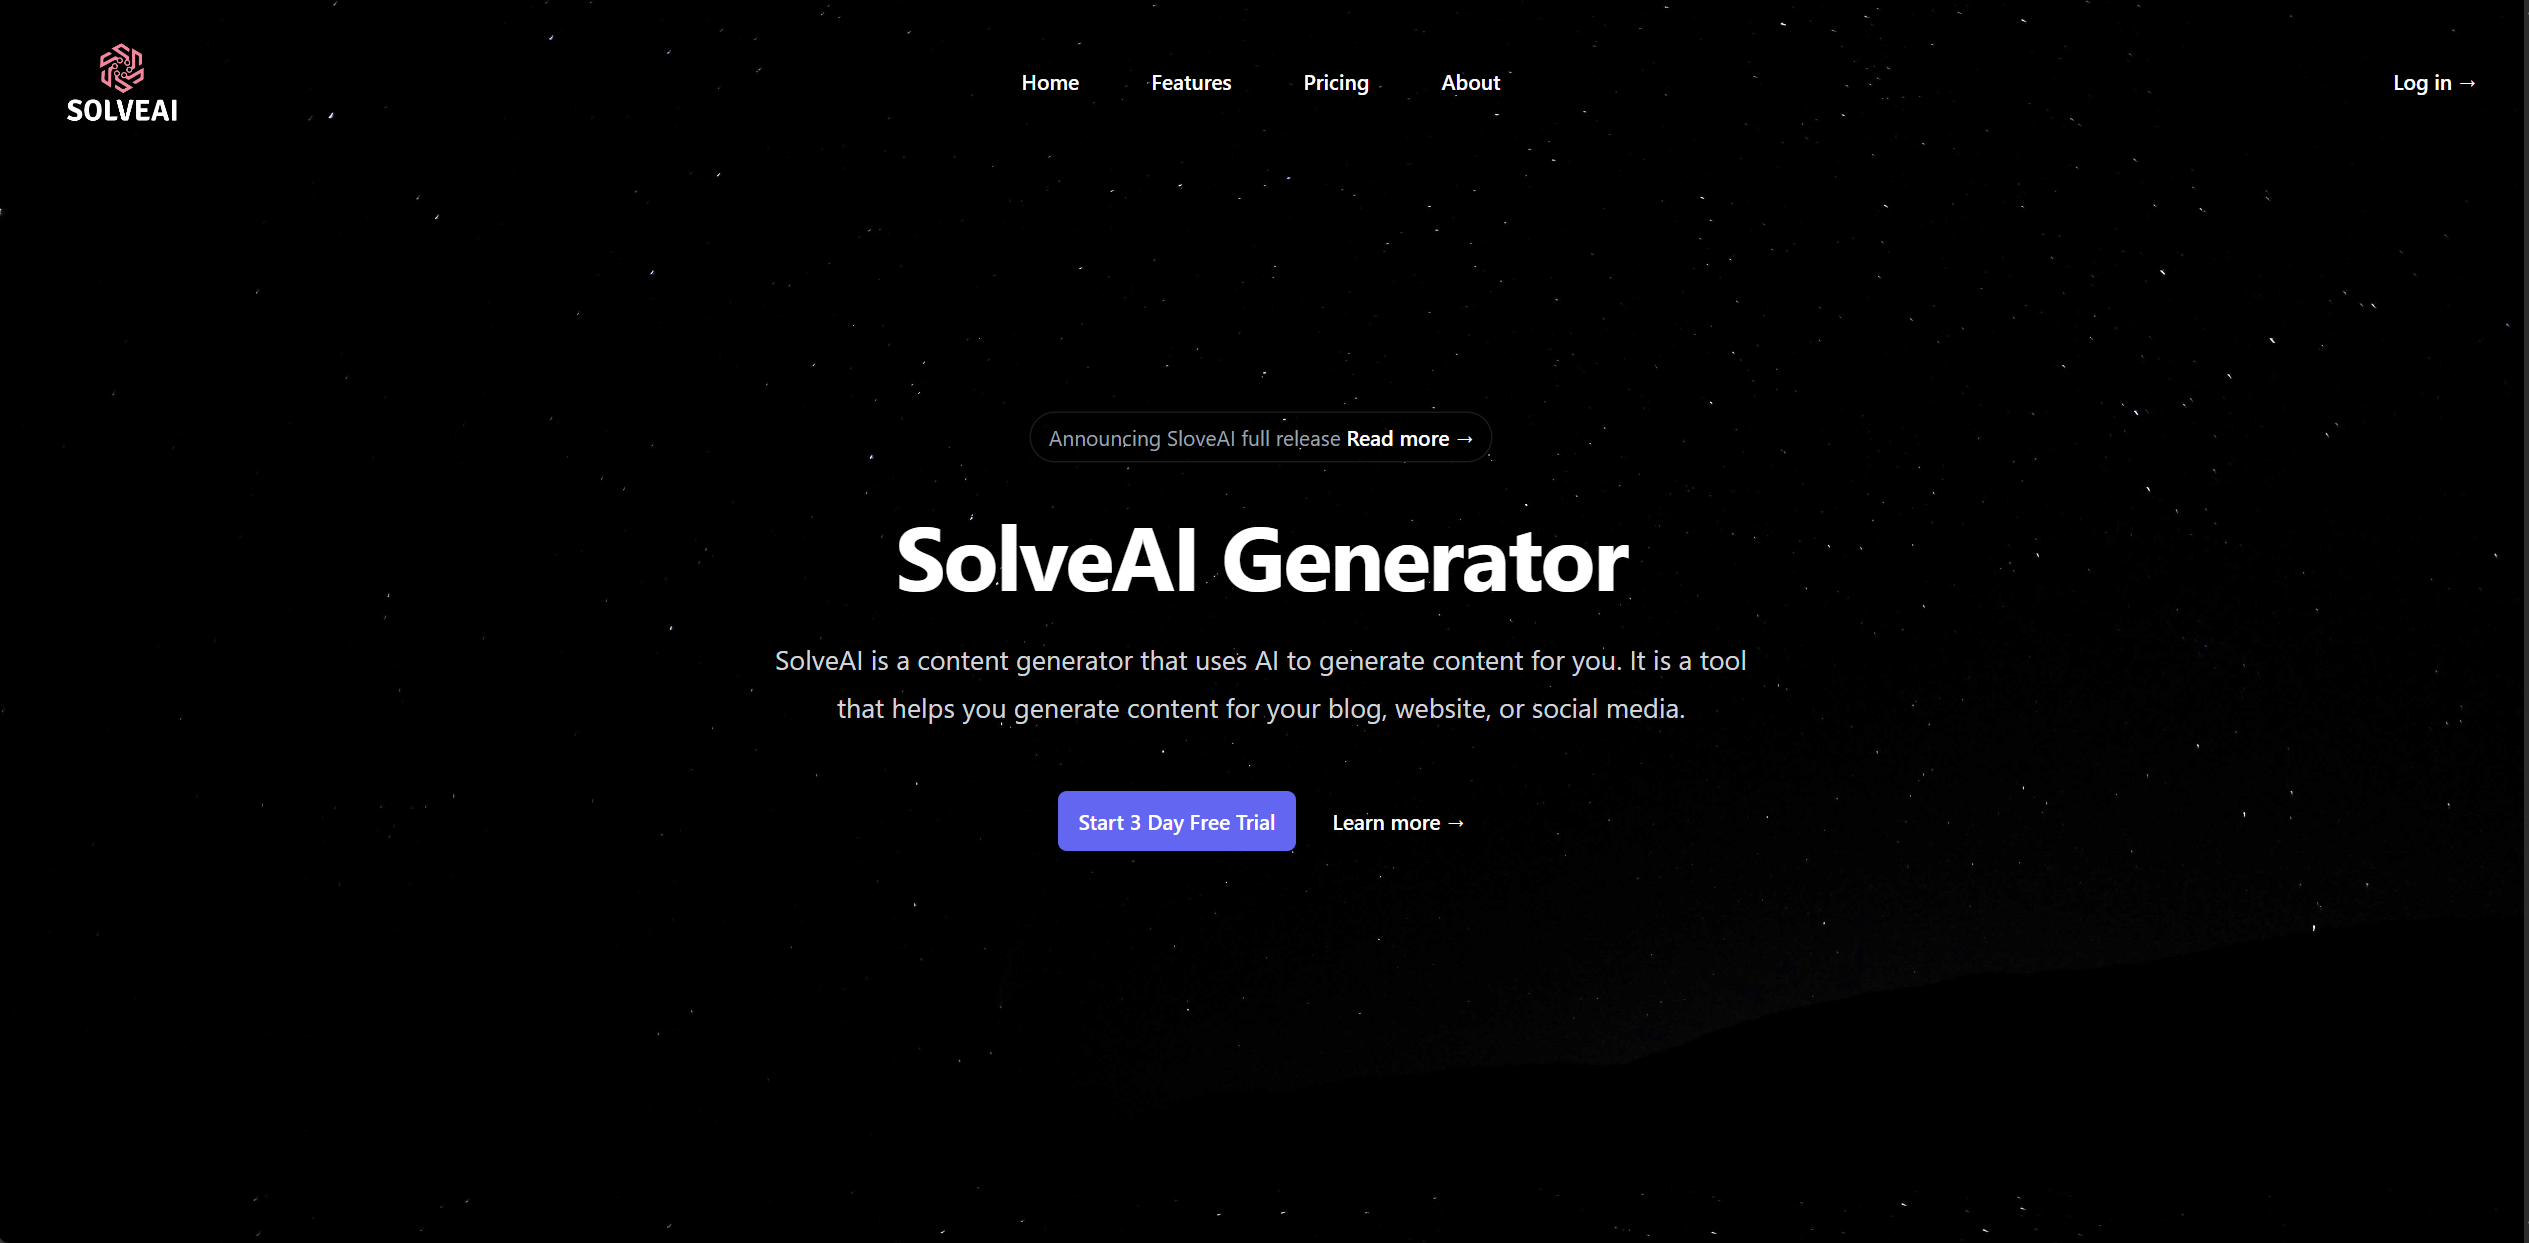 SOLVEAI
Home Features Pricing About
Log in →
Announcing SloveAI full release Read more →
SolveAI Generator
SolveAI is a content generator that uses AI to generate content for you. It is a tool
that helps you generate content for your blog, website, or social media.
Start 3 Day Free Trial Learn more →